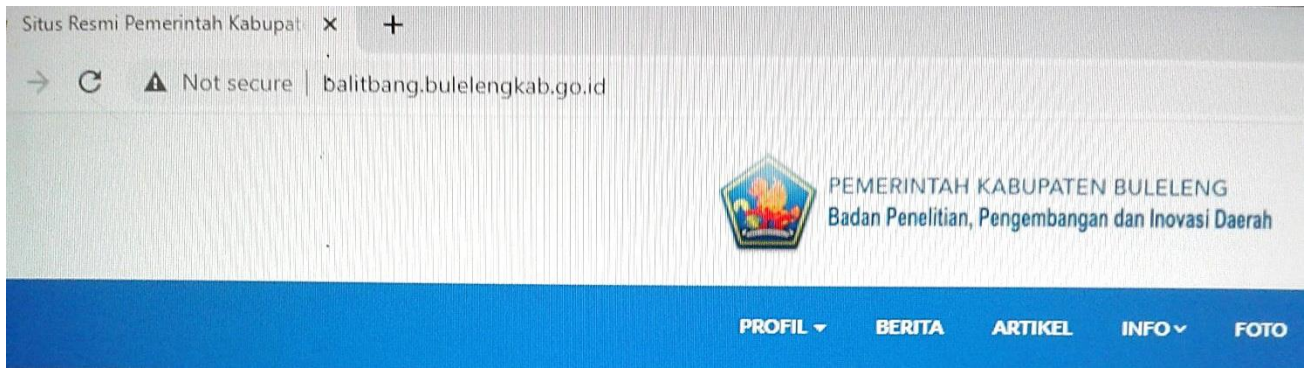 Situs Resmi Pemerintah Kabupat
Not secure | balitbang.bulelengkab.go.id
PEMERINTAH KABUPATEN BULELENG
Badan Penelitian, Pengembangan dan Inovasi Daerah
PROFIL BERITA ARTIKEL INFO FOTO